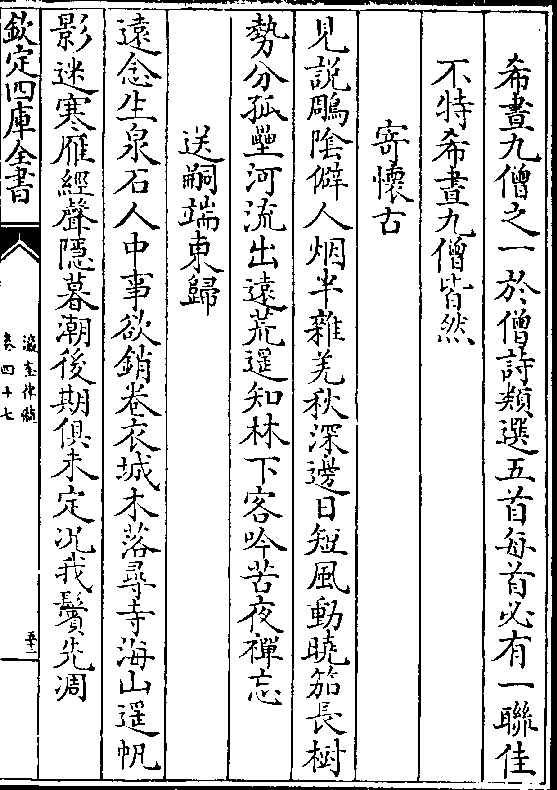 希晝九僧之一於僧詩類選五首每首必有一聯佳
不特希晝九僧皆然
寄懷古
見說鵰陰僻人烟半雜羌秋深邊日短風動曉笳長樹
勢分孤壘河流出遠荒遥知林下客吟苦夜禪忘
送嗣端東歸
遠念生泉石人中事欲銷卷衣城木落尋寺海山遥帆
影迷寒雁經聲隱暮潮後期俱未定况我鬢先凋
欽定四庫全書
瀛奎律髓
卷四十七